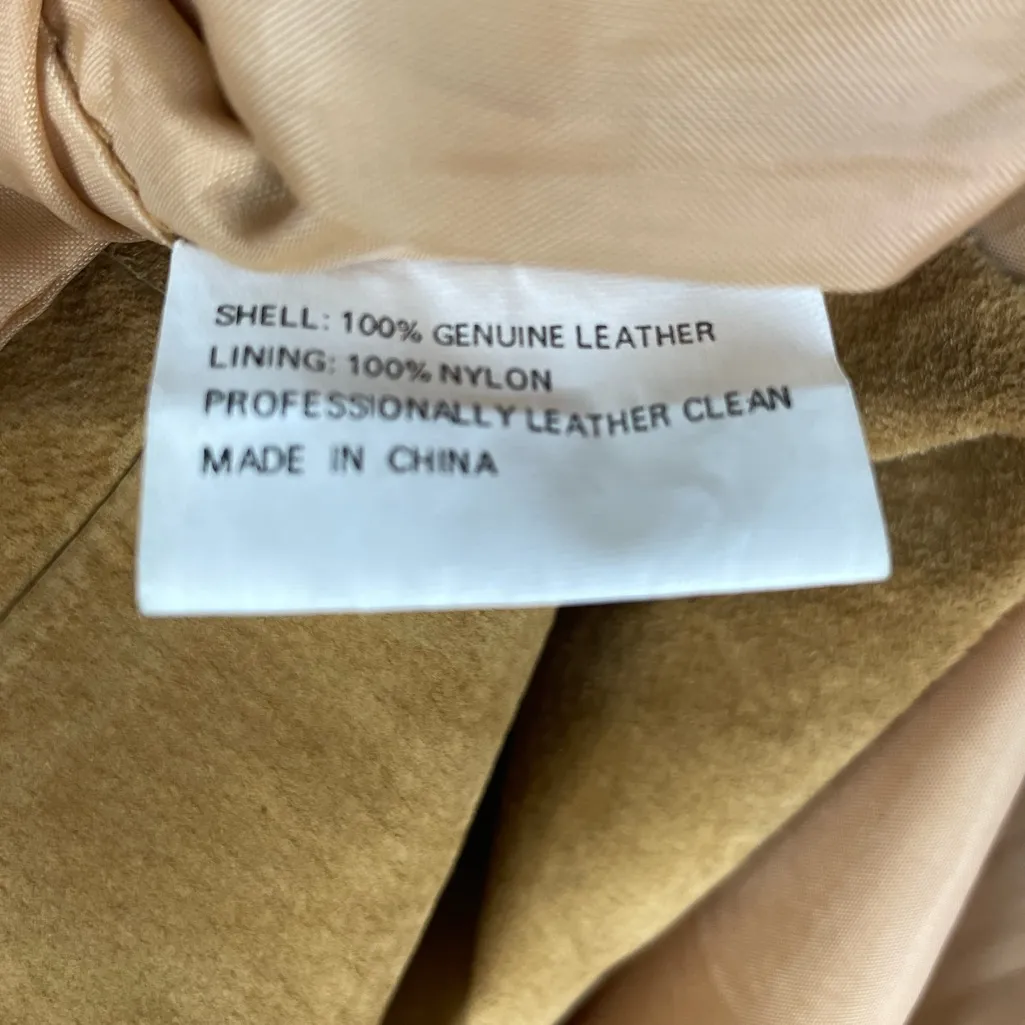 SHELL: 100% GENUINE LEATHER
LINING: 100% NYLON
PROFESSIONALLY LEATHER CLEAN
MADE IN CHINA